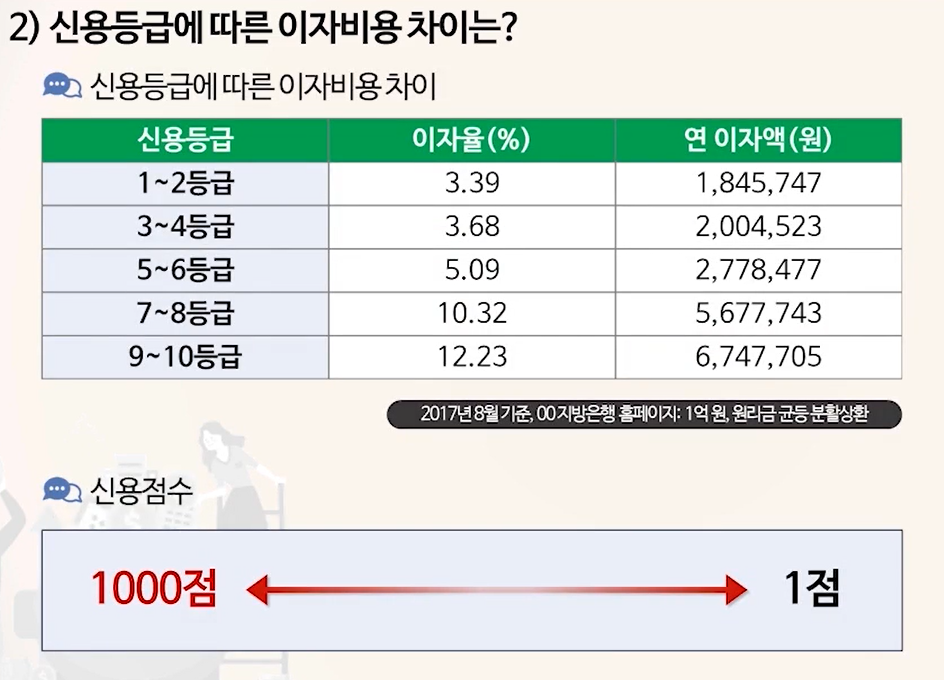 2) 신용등급에 따른 이자비용 차이는?
신용등급에 따른 이자비용 차이
신용등급 이자율(%) 연 이자액(원)
1~2등급 3.39 1,845,747
3~4등급 3.68 2,004,523
5~6등급 5.09 2,778,477
7~8등급 10.32 5,677,743
9~10등급 12.23 6,747,705
2017년 8월 기준, 00 지방은행 홈페이지: 1억 원, 원리금 균등 분할상환
신용점수
1000점 1점